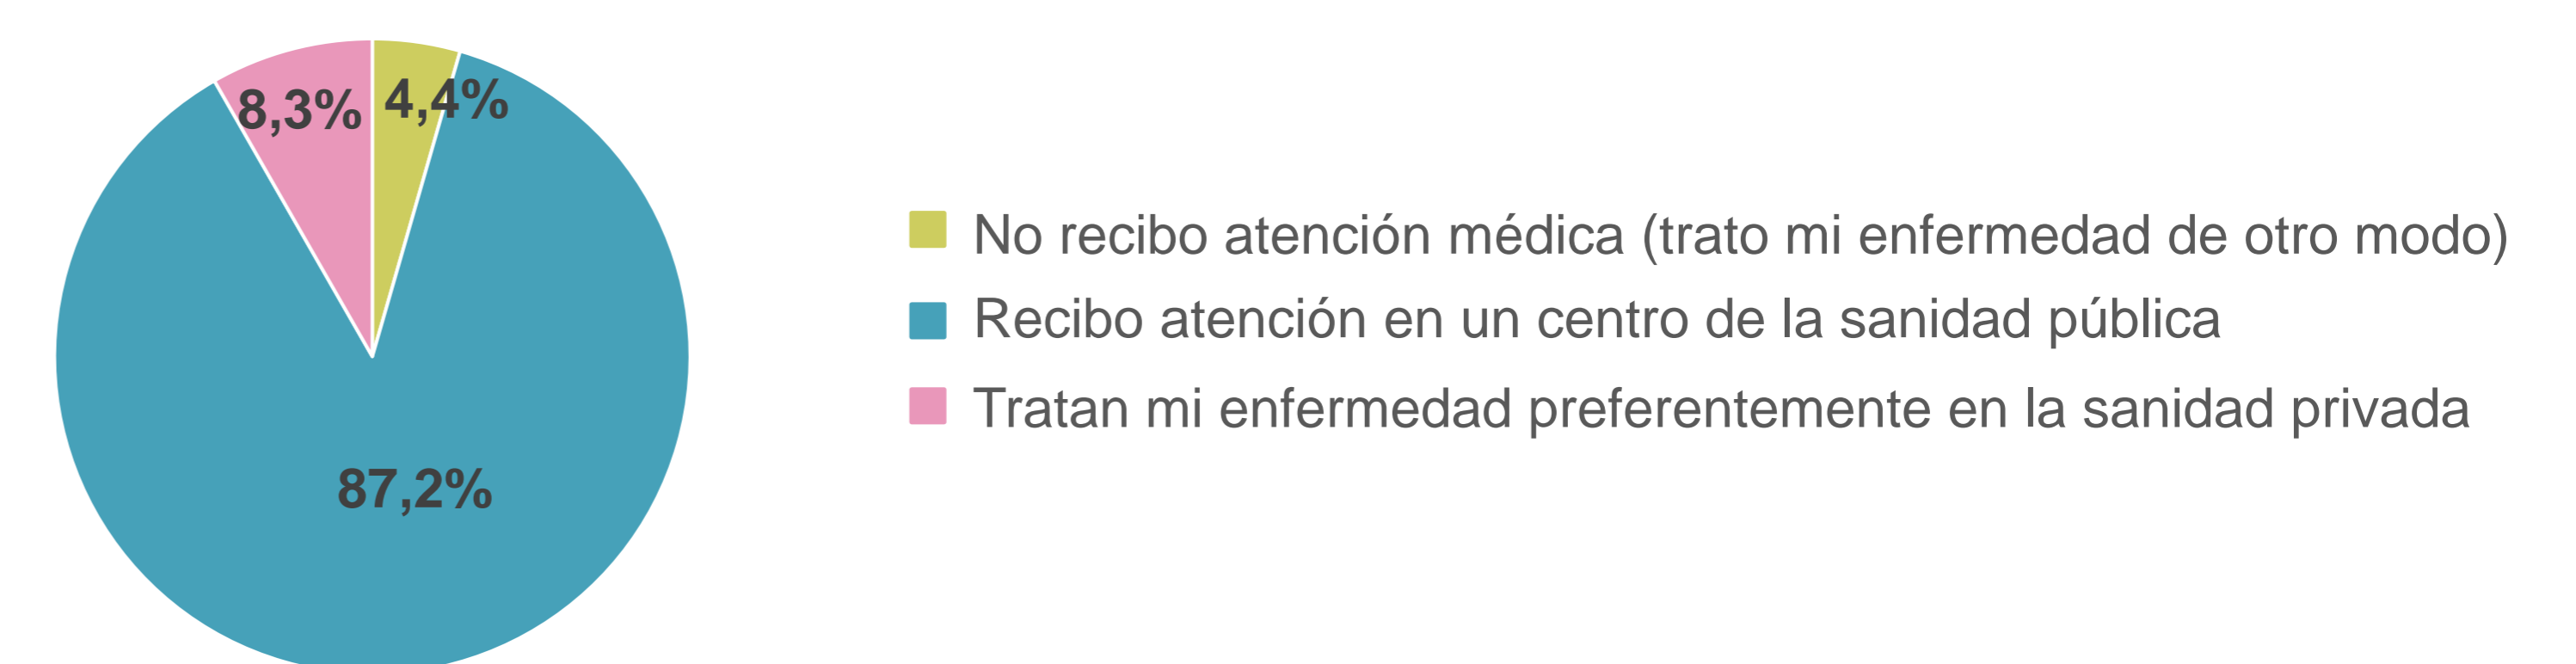 8,3%
4,4%
87,2%
No recibo atención médica (trato mi enfermedad de otro modo)
Recibo atención en un centro de la sanidad pública
Tratan mi enfermedad preferentemente en la sanidad privada